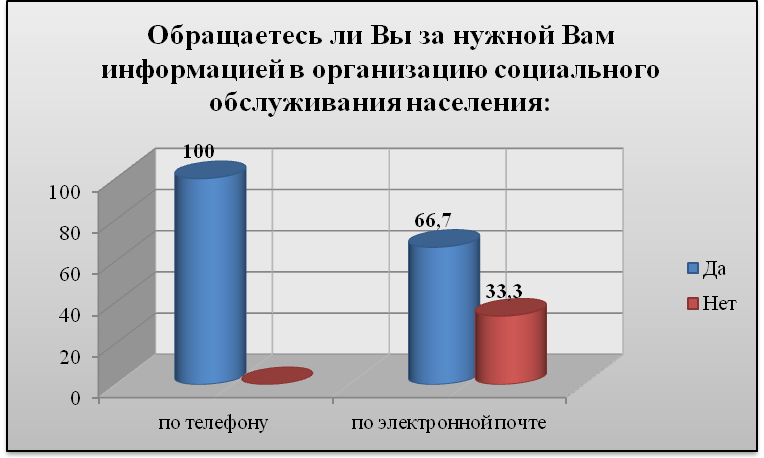 Обращаетесь ли Вы за нужной Вам
информацией в организацию социального
обслуживания населения:
100
66,7
33,3
100
80
60
40
20
0
по телефону
по электронной почте
Да
Нет